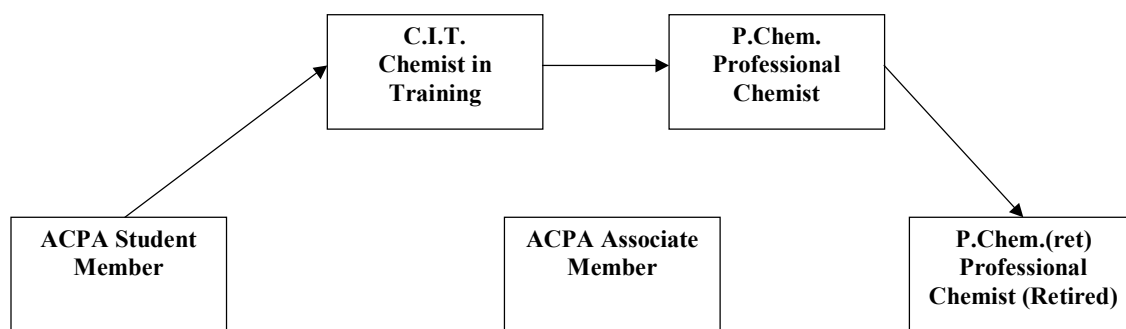 C.I.T.
Chemist in
Training
P.Chem.
Professional
Chemist
ACPA Student
Member
ACPA Associate
Member
P.Chem.(ret)
Professional
Chemist (Retired)